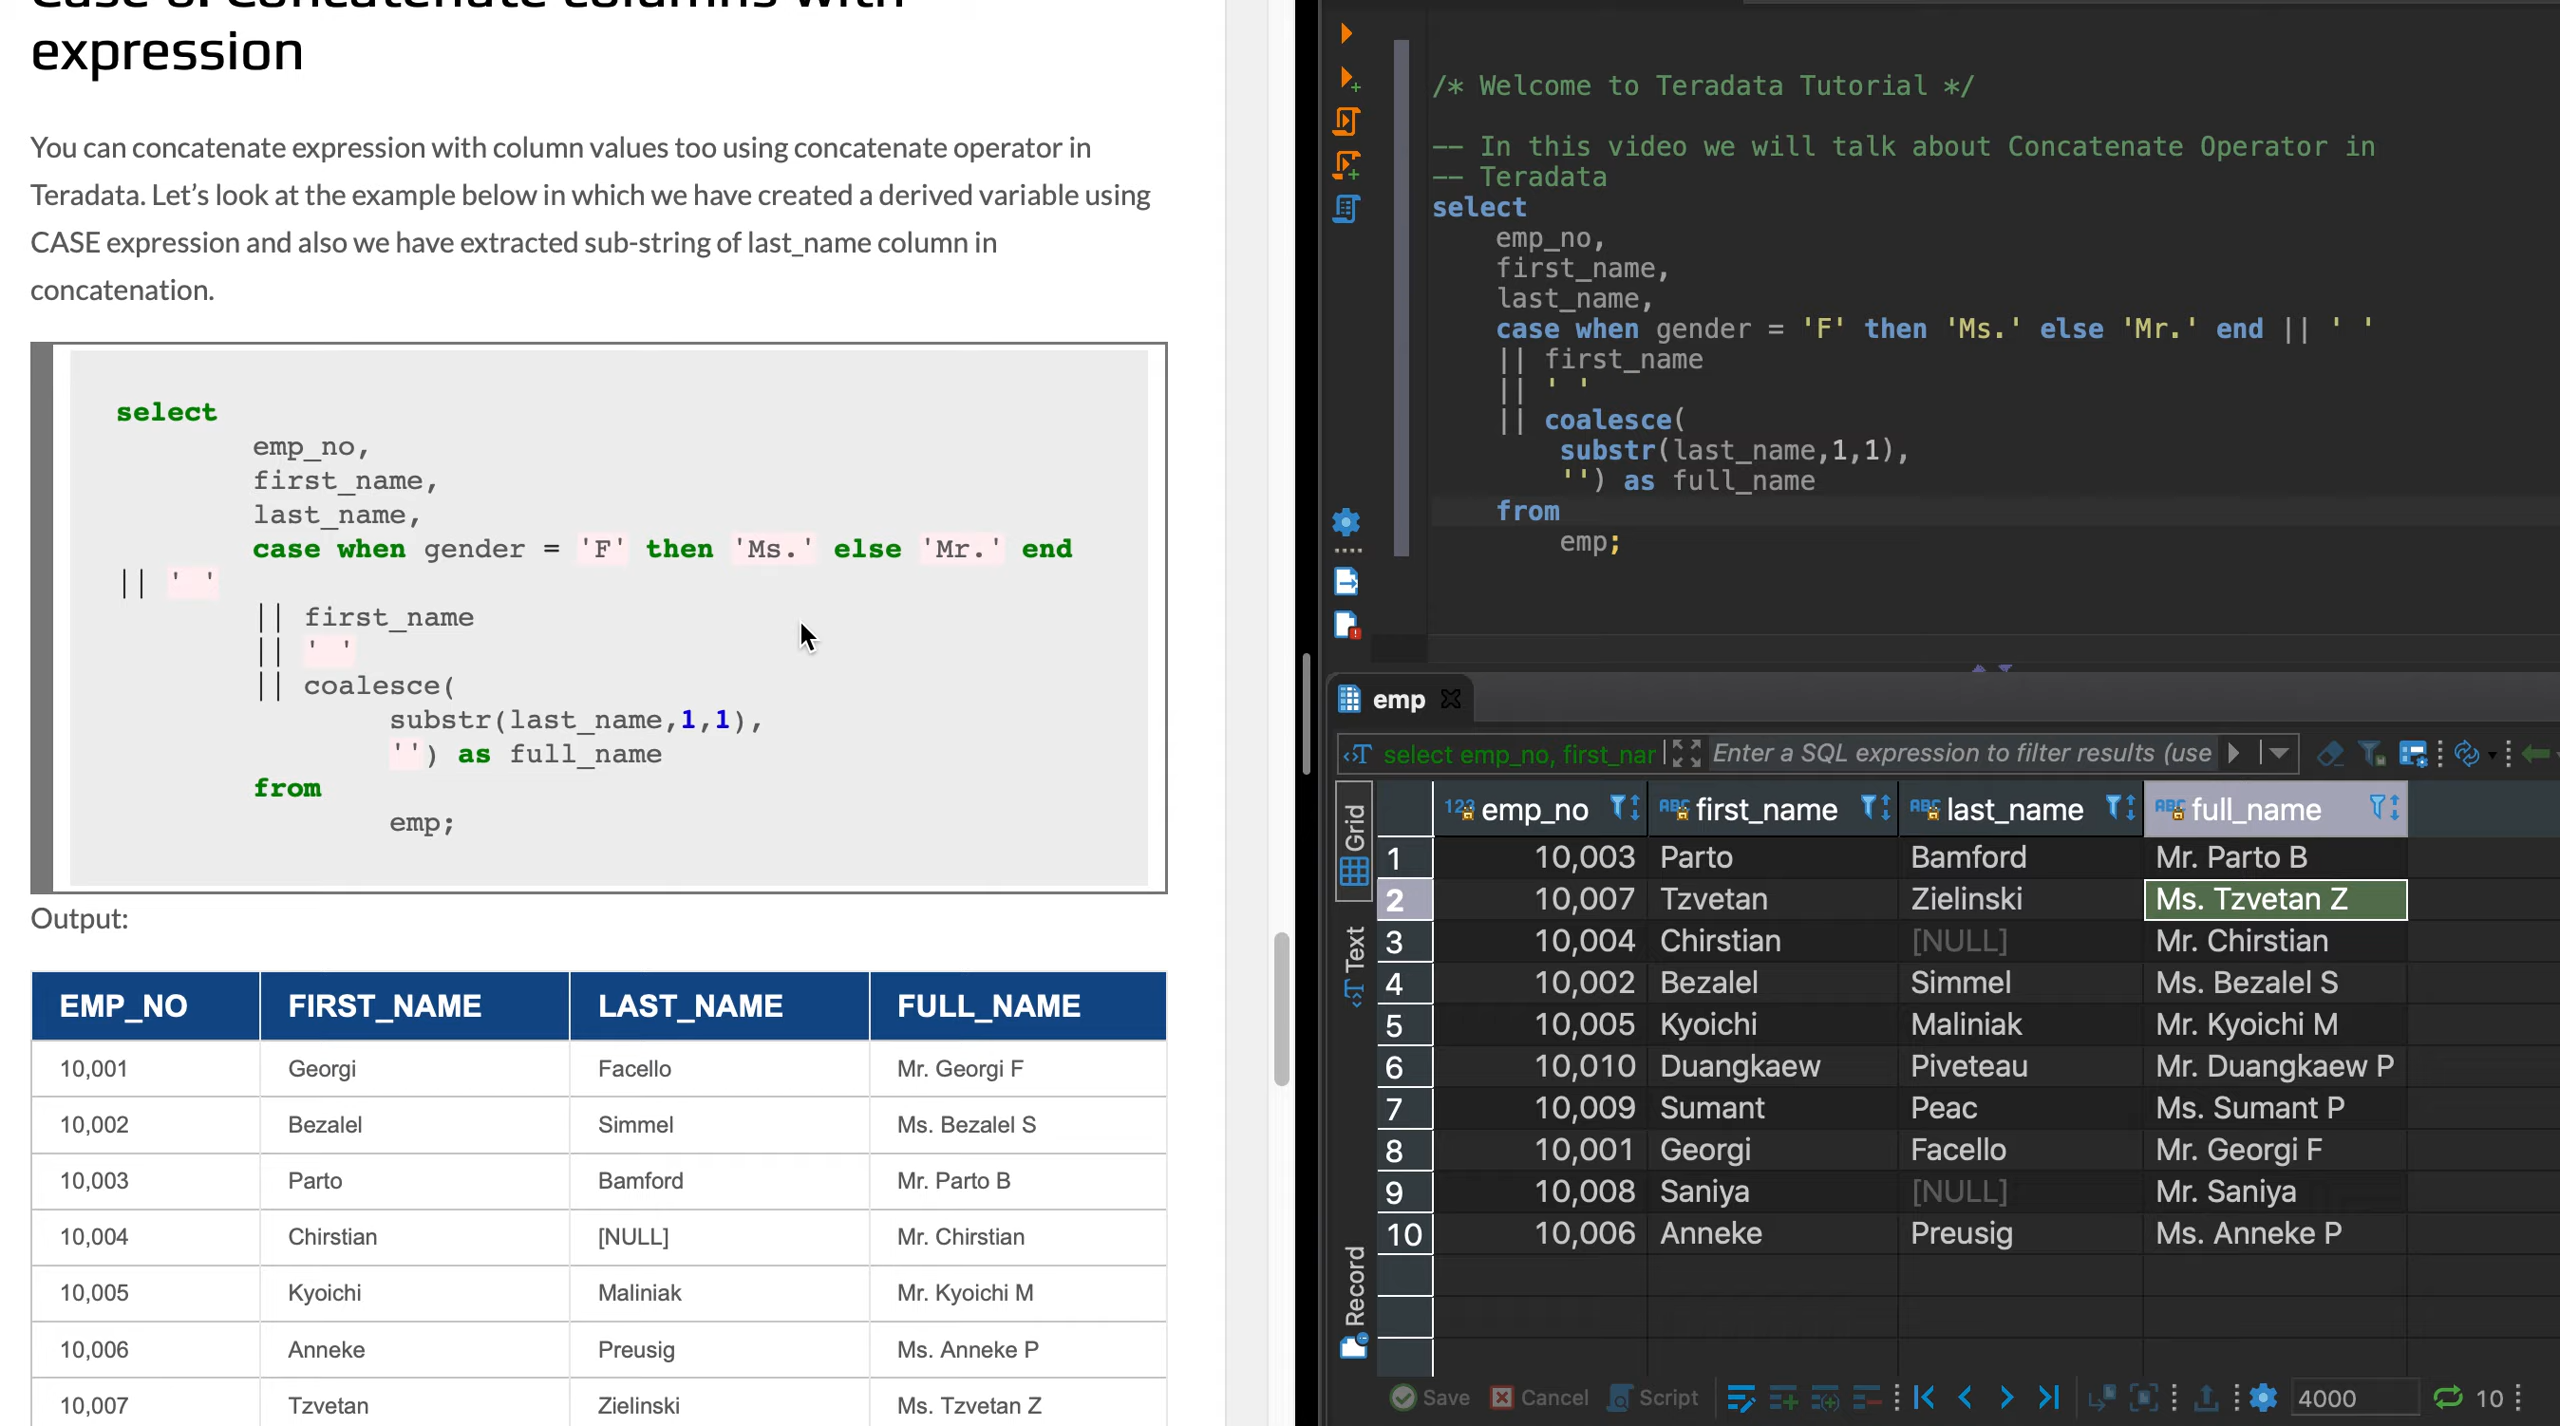 Case 6: Concatenate columns with
expression
You can concatenate expression with column values too using concatenate operator in
Teradata. Let's look at the example below in which we have created a derived variable using
CASE expression and also we have extracted sub-string of last_name column in
concatenation.
select
emp_no,
first_name,
last_name,
case when gender = 'F' then 'Ms.' else 'Mr.' end
|| ' '
|| first_name
|| ' '
|| coalesce(
substr(last_name,1,1),
'') as full_name
from
emp;
Output:
EMP_NO FIRST_NAME LAST_NAME FULL_NAME
10,001 Georgi Facello Mr. Georgi F
10,002 Bezalel Simmel Ms. Bezalel S
10,003 Parto Bamford Mr. Parto B
10,004 Chirstian [NULL] Mr. Chirstian
10,005 Kyoichi Maliniak Mr. Kyoichi M
10,006 Anneke Preusig Ms. Anneke P
10,007 Tzvetan Zielinski Ms. Tzvetan Z
/* Welcome to Teradata Tutorial */
-- In this video we will talk about Concatenate Operator in
-- Teradata
select
emp_no,
first_name,
last_name,
case when gender = 'F' then 'Ms.' else 'Mr.' end || ' '
|| first_name
|| ' '
|| coalesce(
substr(last_name,1,1),
'') as full_name
from
emp;
emp
select emp_no, first_nar Enter a SQL expression to filter results (use
Grid
Text
Record
123 emp_no ABC first_name ABC last_name ABC full_name
1 10,003 Parto Bamford Mr. Parto B
2 10,007 Tzvetan Zielinski Ms. Tzvetan Z
3 10,004 Chirstian [NULL] Mr. Chirstian
4 10,002 Bezalel Simmel Ms. Bezalel S
5 10,005 Kyoichi Maliniak Mr. Kyoichi M
6 10,010 Duangkaew Piveteau Mr. Duangkaew P
7 10,009 Sumant Peac Ms. Sumant P
8 10,001 Georgi Facello Mr. Georgi F
9 10,008 Saniya [NULL] Mr. Saniya
10 10,006 Anneke Preusig Ms. Anneke P
Save Cancel Script 4000 10